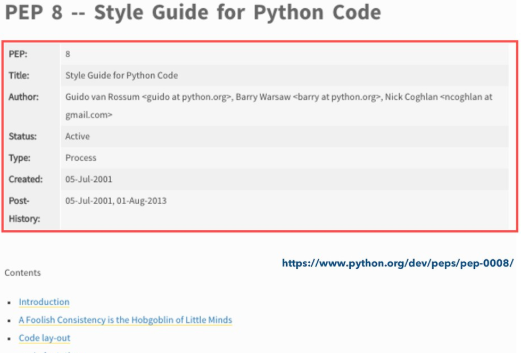 PEP 8 -- Style Guide for Python Code
PEP: 8
Title: Style Guide for Python Code
Author: Guido van Rossum <guido at python.org>, Barry Warsaw <barry at python.org>, Nick Coghlan <ncoghlan at
gmail.com>
Status: Active
Type: Process
Created: 05-Jul-2001
Post- 05-Jul-2001, 01-Aug-2013
History:
https://www.python.org/dev/peps/pep-0008/
Contents
Introduction
A Foolish Consistency is the Hobgoblin of Little Minds
Code lay-out